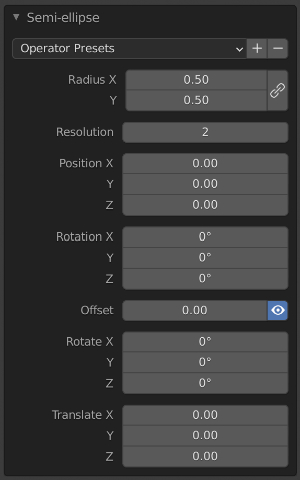 Semi-ellipse
Operator Presets
Radius X 0.50
Y 0.50
Resolution 2
Position X 0.00
Y 0.00
Z 0.00
Rotation X 0°
Y 0°
Z 0°
Offset 0.00
Rotate X 0°
Y 0°
Z 0°
Translate X 0.00
Y 0.00
Z 0.00